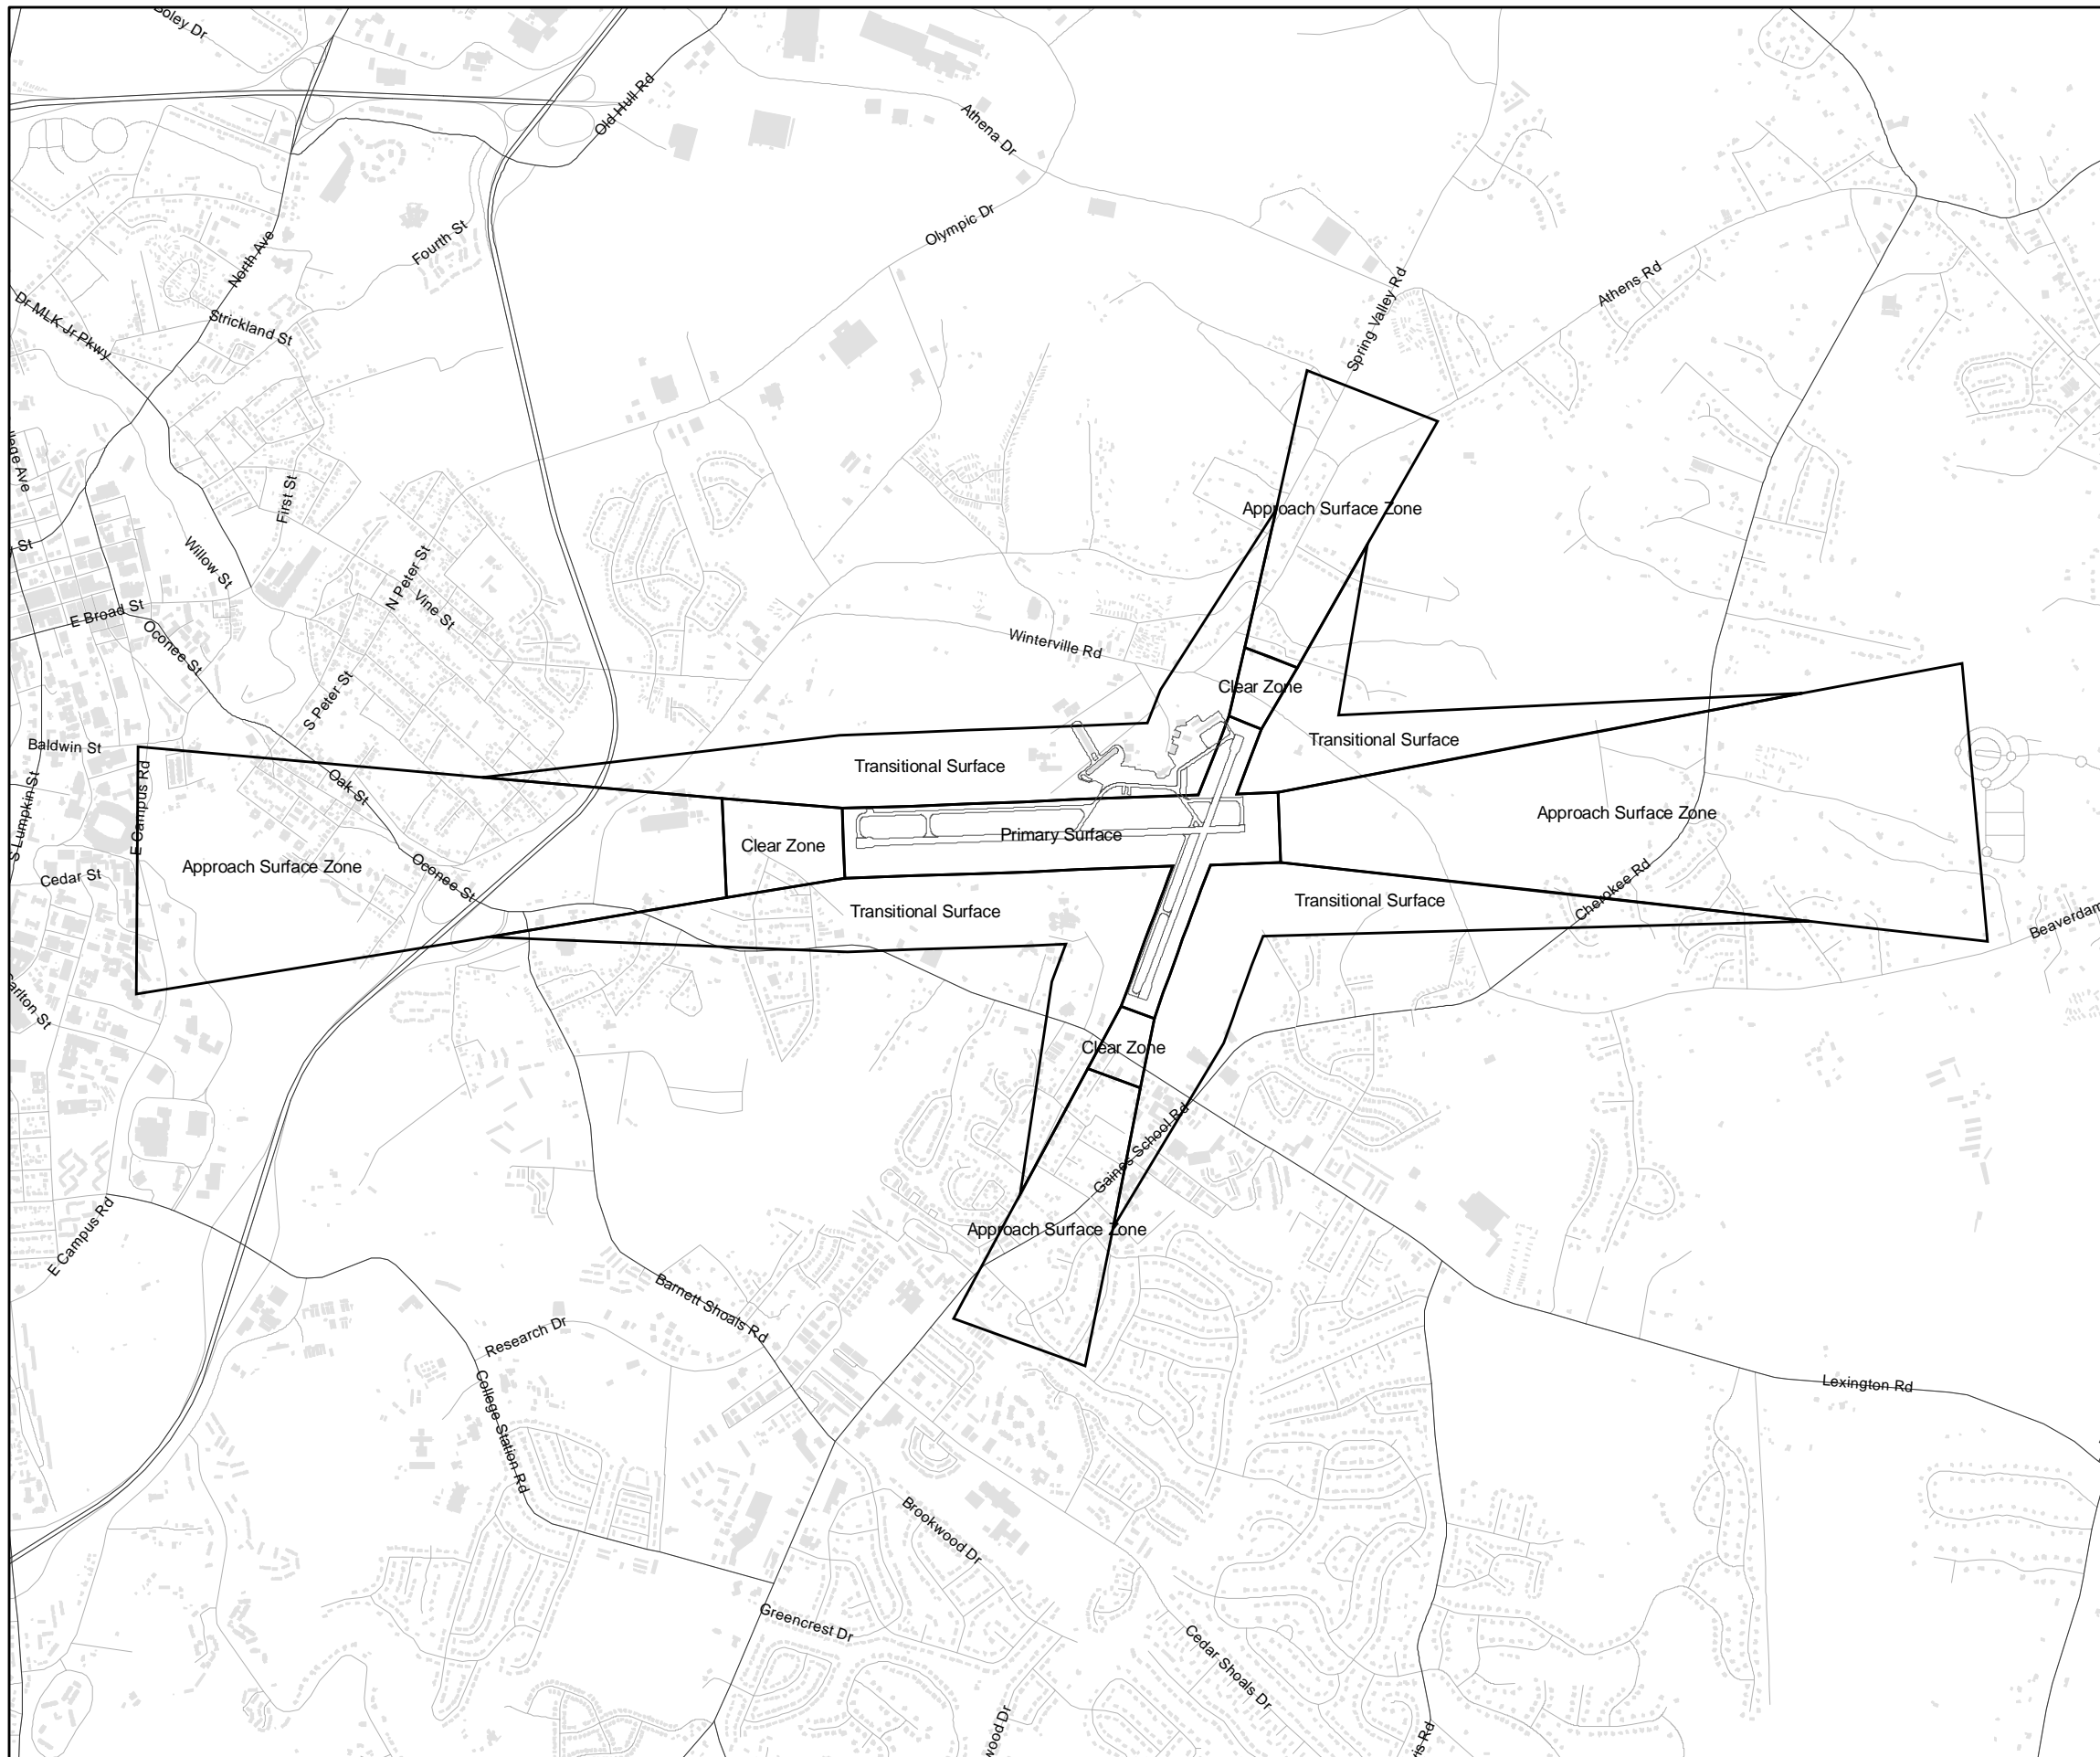 Boley Dr
Old Hull Rd
Athena Dr
Olympic Dr
Fourth St
North Ave
Spring Valley Rd
Athens Rd
Dr MLK Jr Pkwy
Strickland St
First St
Approach Surface Zone
St
Willow St
N Peter St
Vine St
E Broad St
Oconee St
Winterville Rd
S Peter St
Clear Zone
Baldwin St
Transitional Surface
Transitional Surface
Oak St
S Lumpkin St
E Campus Rd
Primary Surface
Approach Surface Zone
Clear Zone
Approach Surface Zone
Oconee St
Cedar St
Transitional Surface
Transitional Surface
Cherokee Rd
Beaverdam
Clear Zone
Gaines School Rd
E Campus Rd
Approach Surface Zone
Barnett Shoals Rd
Research Dr
College Station Rd
Lexington Rd
Brookwood Dr
Greencrest Dr
Cedar Shoals Dr
wood Dr